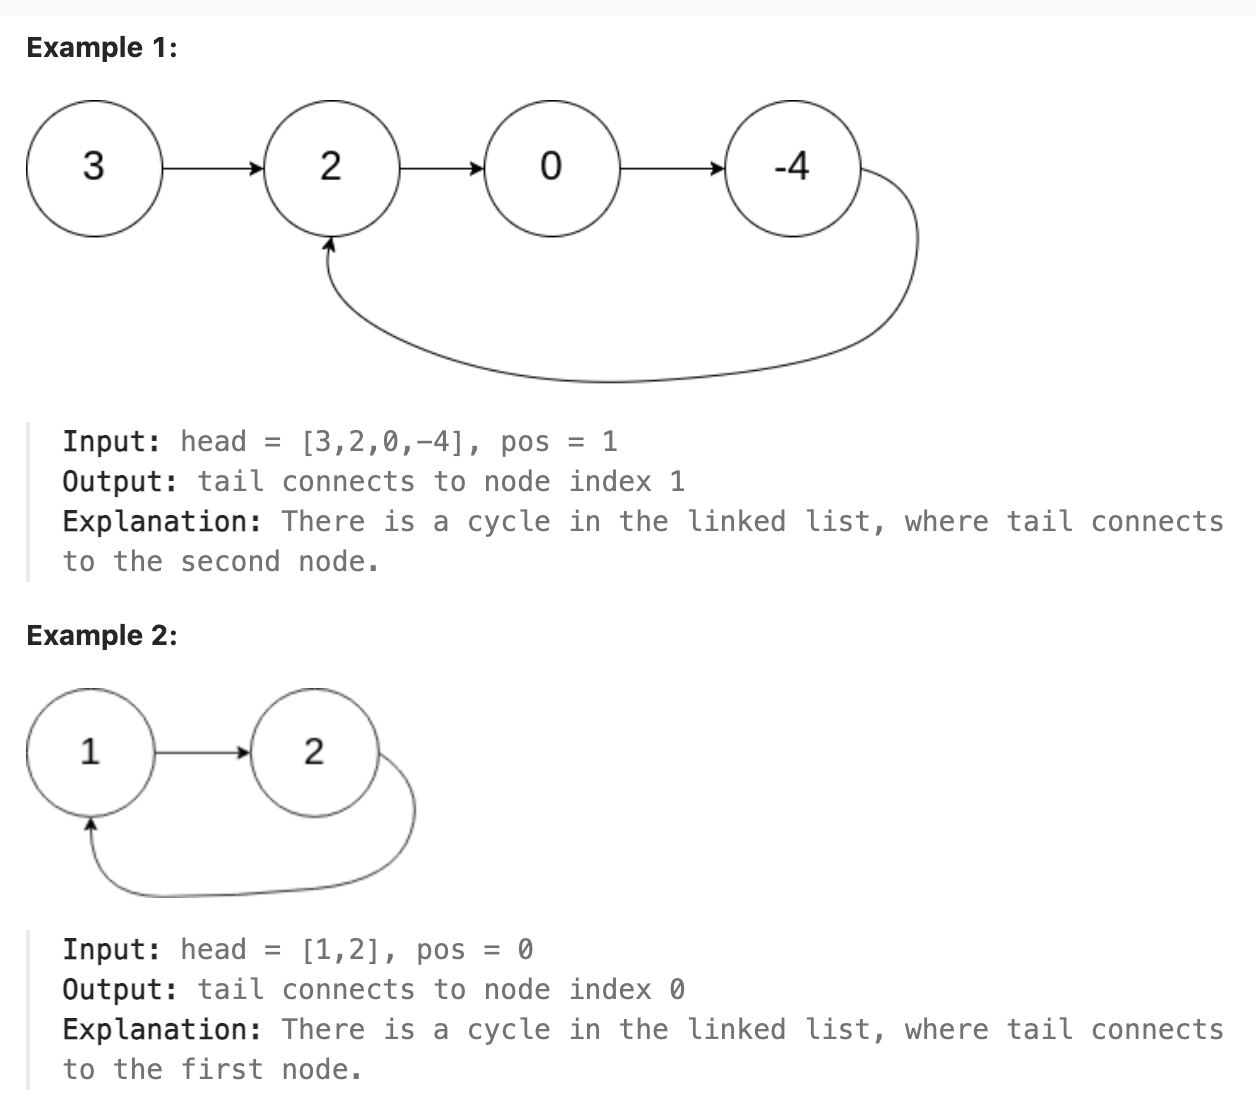 Example 1:
3 2 0 -4
Input: head = [3,2,0,-4], pos = 1
Output: tail connects to node index 1
Explanation: There is a cycle in the linked list, where tail connects
to the second node.
Example 2:
1 2
Input: head = [1,2], pos = 0
Output: tail connects to node index 0
Explanation: There is a cycle in the linked list, where tail connects
to the first node.